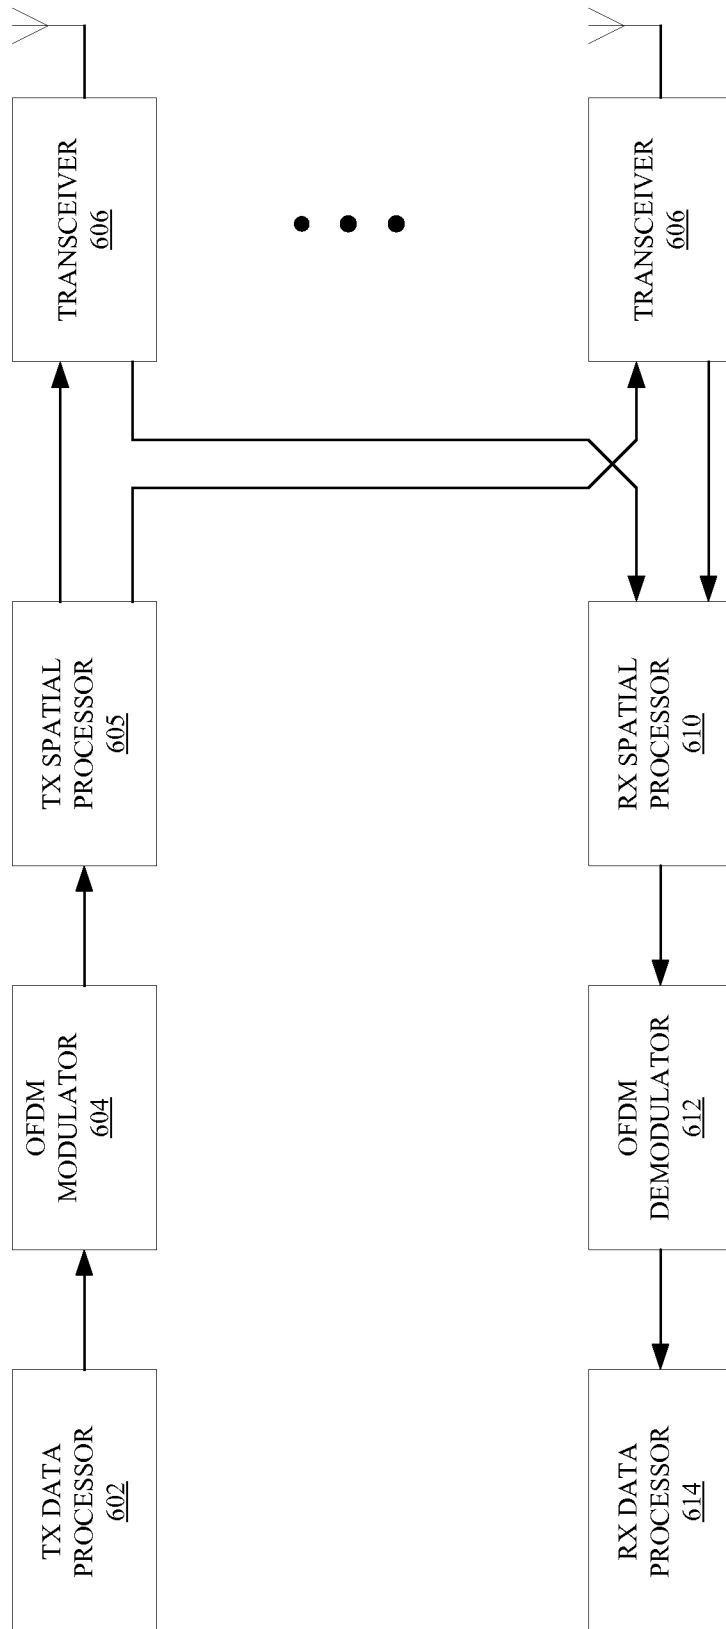 TX DATA
PROCESSOR
602
OFDM
MODULATOR
604
TX SPATIAL
PROCESSOR
605
TRANSCEIVER
606
TRANSCEIVER
606
RX SPATIAL
PROCESSOR
610
OFDM
DEMODULATOR
612
RX DATA
PROCESSOR
614